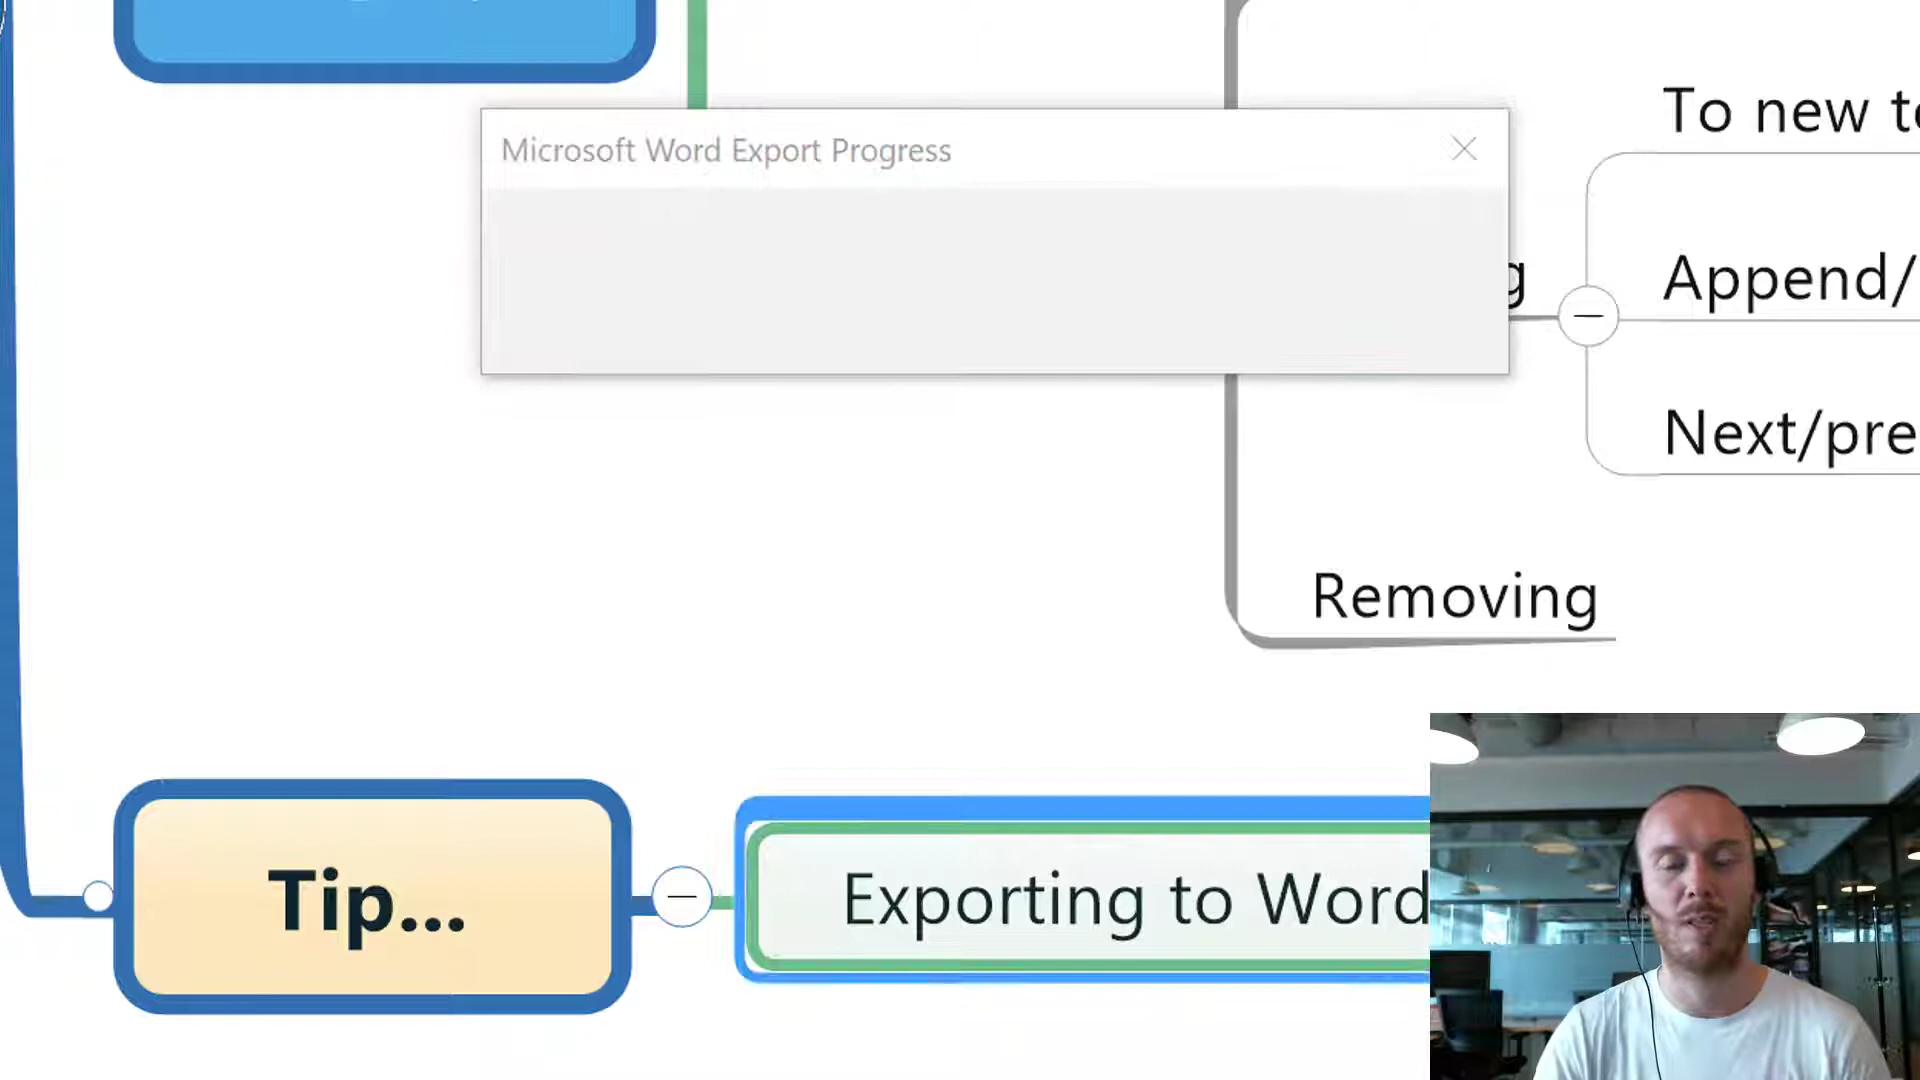 Microsoft Word Export Progress
To new
Append/
Next/pre
Removing
Tip...
Exporting to Word